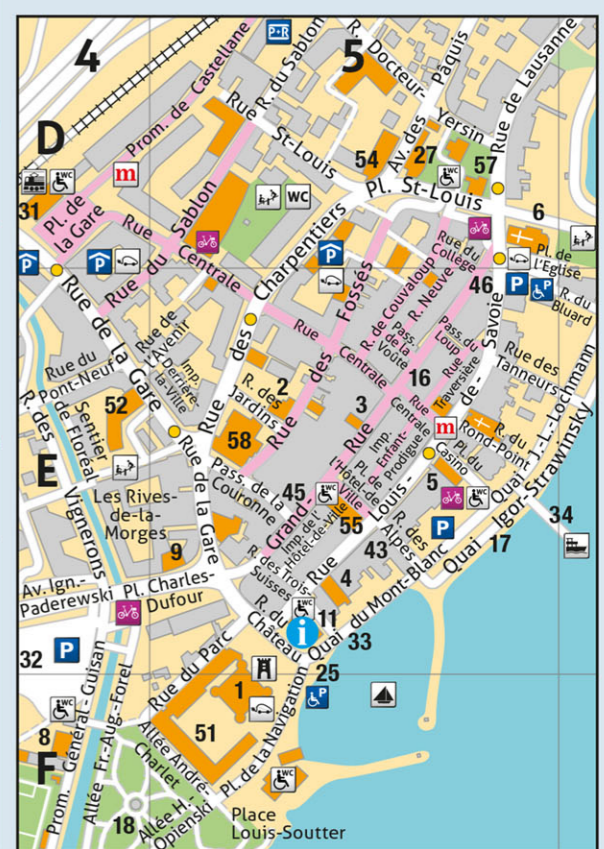 4
5
D
E
F
Prom. de Castellane
P+R
R. du Sablon
R. Docteur-
Yersin
Av. des Pâquis
Rue de Lausanne
Rue St-Louis
54
27
57
WC
Pl. St-Louis
6
WC
m
31
Pl. de
la Gare
Rue du Sablon
WC
Rue Centrale
P
P
P
Rue des Charpentiers
Rue des Fossés
Rue du
Collège
Pl. de
l'Eglise
P
P
R. du
Bluard
46
R. de Couvaloup
R. Neuve
Pass.
de la
Voûte
Pass. du
Loup
Rue
Traversière
Rue des
Tanneurs
Rue de la Gare
Rue de
l'Avenir
Imp.
Derrière-
la-Ville
Rue du
Pont-Neuf
Sentier
de Floréal
52
R. des
Jardins
2
58
3
16
Rue Centrale
Rue
Centrale
m
R. du
Rond-Point
Pl. du
Casino
5
WC
P
Imp.
Enfant-
Prodigue
Pl. de
l'Hôtel-de-
Ville
Grand-Rue
45
WC
Imp. de l'
Hôtel-de-Ville
55
43
Rue Louis-de-Savoie
R. des
Alpes
Quai J.-L.-Lochmann
Quai Igor-Strawinsky
34
17
R. des Vignerons
Les Rives-
de-la-
Morges
9
Rue de la Gare
Pass. de la
Couronne
R. des Trois-
Suisses
4
R. du
Château
WC
11
i
Quai du Mont-Blanc
33
25
P
Av. Ign.-
Paderewski
Pl. Charles-
Dufour
32
P
WC
8
Prom. Général-Guisan
Allée Fr.-Aug.-Forel
Rue du Parc
1
51
Allée André-
Charlet
Allée H.-
Opienski
18
Pl. de la Navigation
WC
Place
Louis-Soutter